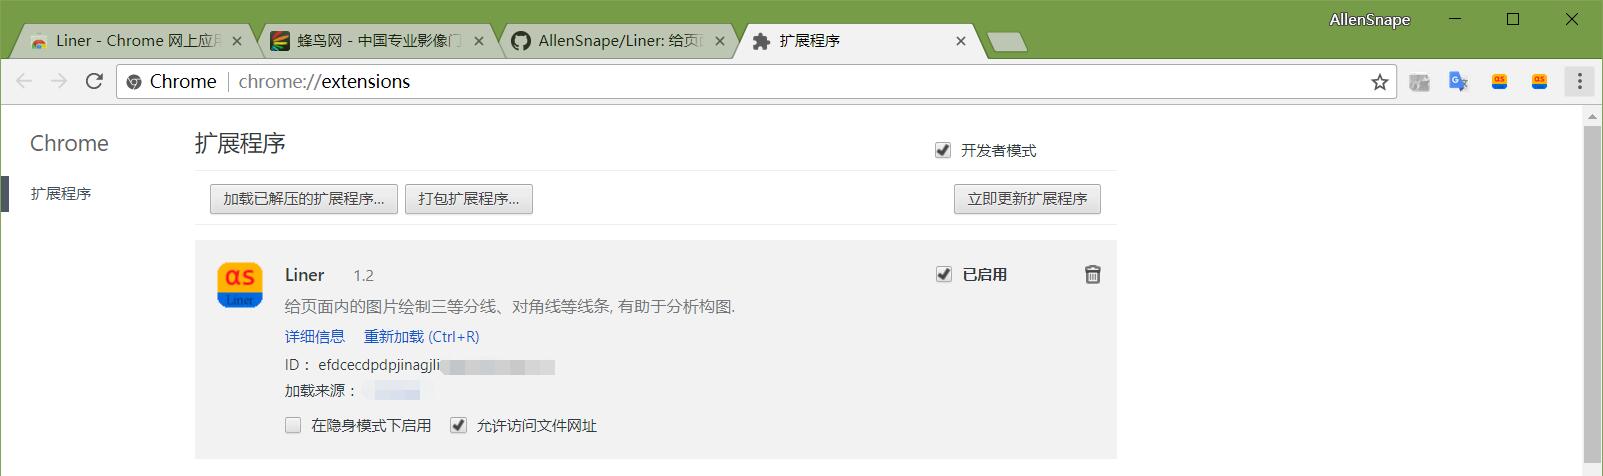 AllenSnape
Liner - Chrome 网上应用
蜂鸟网 - 中国专业影像门
AllenSnape/Liner: 给页面
扩展程序
Chrome
chrome://extensions
Chrome
扩展程序
扩展程序
开发者模式
加载已解压的扩展程序...
打包扩展程序...
立即更新扩展程序
αs
Liner
Liner 1.2
已启用
给页面内的图片绘制三等分线、对角线等线条, 有助于分析构图.
详细信息 重新加载 (Ctrl+R)
ID： efdcecdpdpjinagjli
加载来源：
在隐身模式下启用 允许访问文件网址